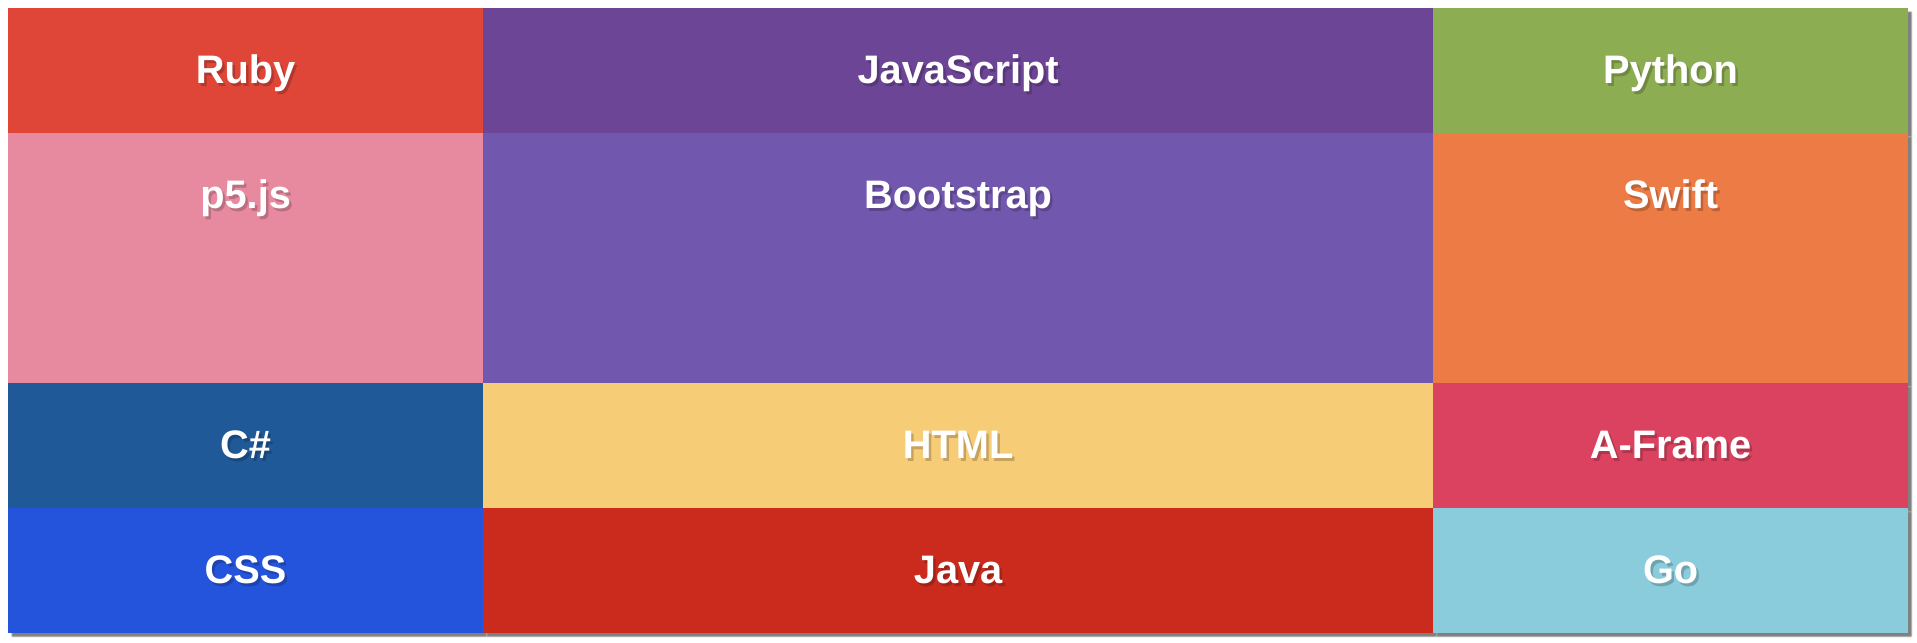 Ruby
JavaScript
Python
p5.js
Bootstrap
Swift
C#
HTML
A-Frame
CSS
Java
Go